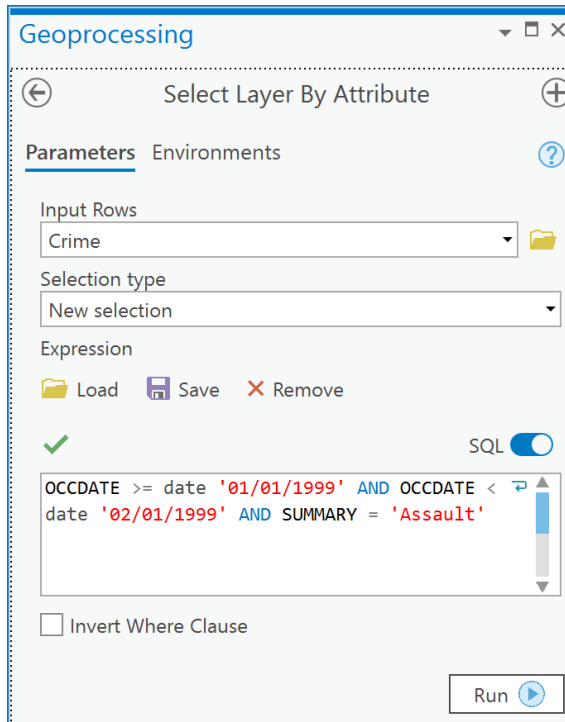 Geoprocessing
Select Layer By Attribute
Parameters Environments
Input Rows
Crime
Selection type
New selection
Expression
Load Save Remove
SQL
OCCDATE >= date '01/01/1999' AND OCCDATE <
date '02/01/1999' AND SUMMARY = 'Assault'
Invert Where Clause
Run